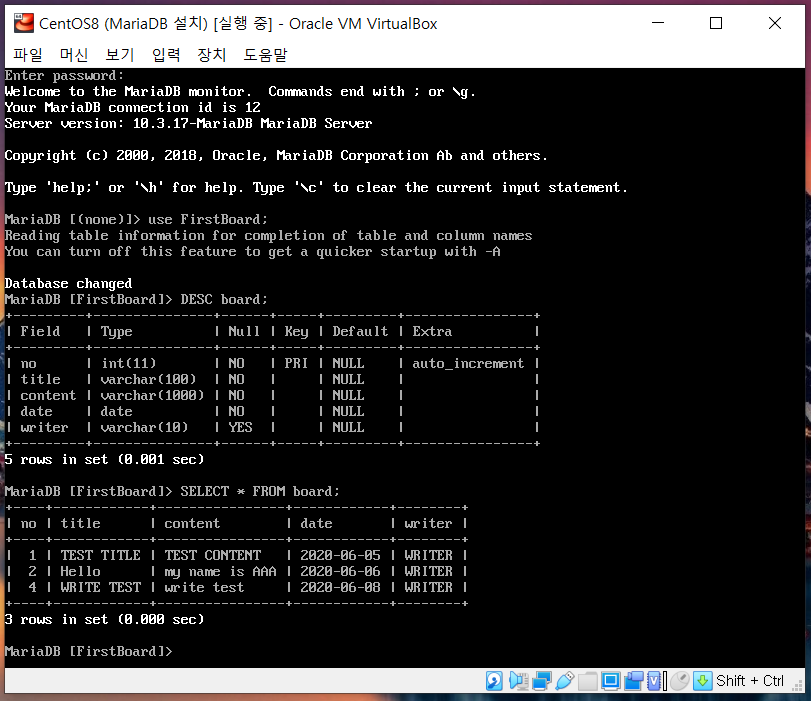 CentOS8 (MariaDB 설치) [실행 중] - Oracle VM VirtualBox
파일 머신 보기 입력 장치 도움말
Enter password:
Welcome to the MariaDB monitor.  Commands end with ; or \g.
Your MariaDB connection id is 12
Server version: 10.3.17-MariaDB MariaDB Server
Copyright (c) 2000, 2018, Oracle, MariaDB Corporation Ab and others.
Type 'help;' or '\h' for help. Type '\c' to clear the current input statement.
MariaDB [(none)]> use FirstBoard;
Reading table information for completion of table and column names
You can turn off this feature to get a quicker startup with -A
Database changed
MariaDB [FirstBoard]> DESC board;
+---------+---------------+------+-----+---------+----------------+
| Field   | Type          | Null | Key | Default | Extra          |
+---------+---------------+------+-----+---------+----------------+
| no      | int(11)       | NO   | PRI | NULL    | auto_increment |
| title   | varchar(100)  | NO   |     | NULL    |                |
| content | varchar(1000) | NO   |     | NULL    |                |
| date    | date          | NO   |     | NULL    |                |
| writer  | varchar(10)   | YES  |     | NULL    |                |
+---------+---------------+------+-----+---------+----------------+
5 rows in set (0.001 sec)
MariaDB [FirstBoard]> SELECT * FROM board;
+----+------------+----------------+------------+--------+
| no | title      | content        | date       | writer |
+----+------------+----------------+------------+--------+
|  1 | TEST TITLE | TEST CONTENT   | 2020-06-05 | WRITER |
|  2 | Hello      | my name is AAA | 2020-06-06 | WRITER |
|  4 | WRITE TEST | write test     | 2020-06-08 | WRITER |
+----+------------+----------------+------------+--------+
3 rows in set (0.000 sec)
MariaDB [FirstBoard]>
Shift + Ctrl